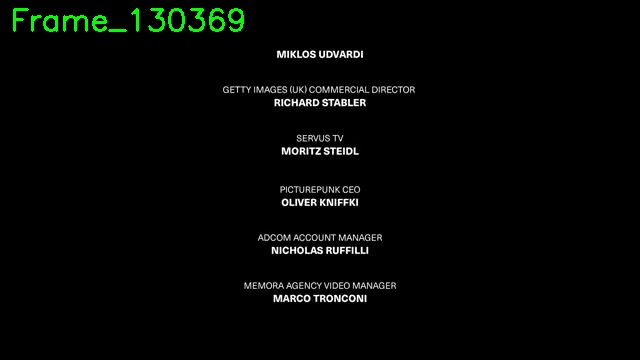 Frame_130369
MIKLOS UDVARDI
GETTY IMAGES (UK) COMMERCIAL DIRECTOR
RICHARD STABLER
SERVUS TV
MORITZ STEIDL
PICTUREPUNK CEO
OLIVER KNIFFKI
ADCOM ACCOUNT MANAGER
NICHOLAS RUFFILLI
MEMORA AGENCY VIDEO MANAGER
MARCO TRONCONI